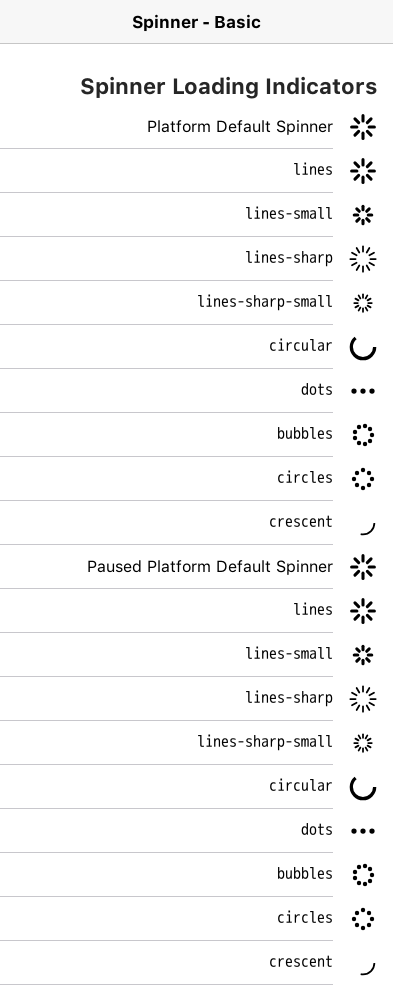 Spinner - Basic
Spinner Loading Indicators
Platform Default Spinner
lines
lines-small
lines-sharp
lines-sharp-small
circular
dots
bubbles
circles
crescent
Paused Platform Default Spinner
lines
lines-small
lines-sharp
lines-sharp-small
circular
dots
bubbles
circles
crescent